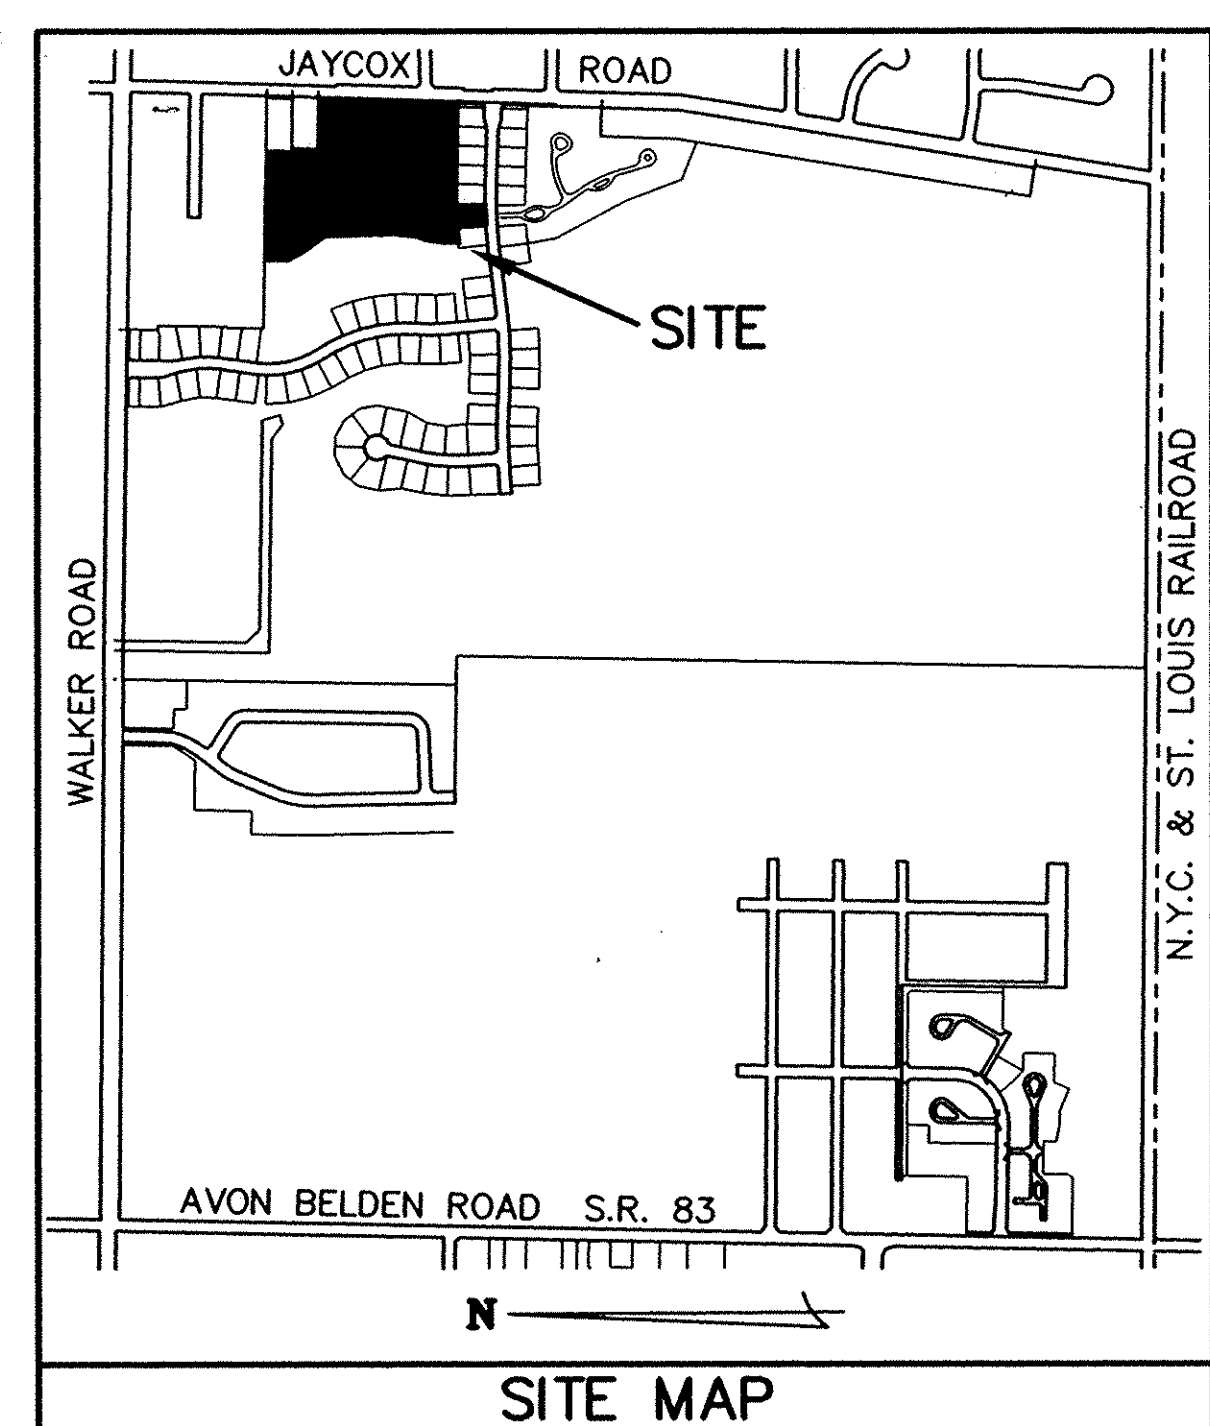 JAYCOX ROAD
SITE
WALKER ROAD
N.Y.C. & ST. LOUIS RAILROAD
AVON BELDEN ROAD S.R. 83
N
SITE MAP